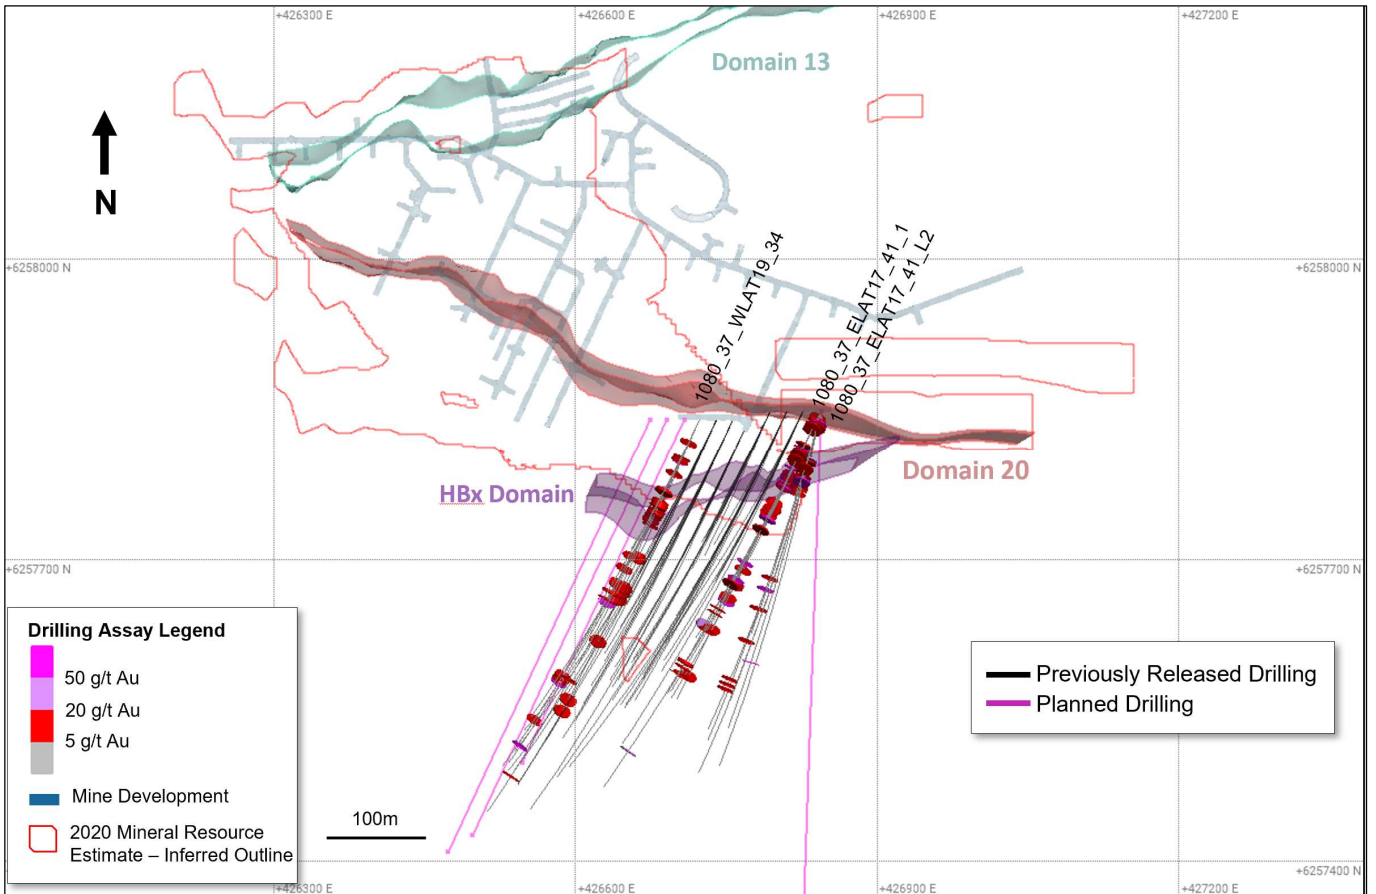 +426300 E
+426600 E
+426900 E
+427200 E
Domain 13
N
1080_37_WLAT19_34
1080_37_ELAT17_41_1
1080_37_ELAT17_41_L2
+6258000 N
+6258000 N
Domain 20
HBx Domain
+6257700 N
+6257700 N
Drilling Assay Legend
50 g/t Au
20 g/t Au
5 g/t Au
Mine Development
2020 Mineral Resource
Estimate – Inferred Outline
Previously Released Drilling
Planned Drilling
100m
+6257400 N
+426300 E
+426600 E
+426900 E
+427200 E